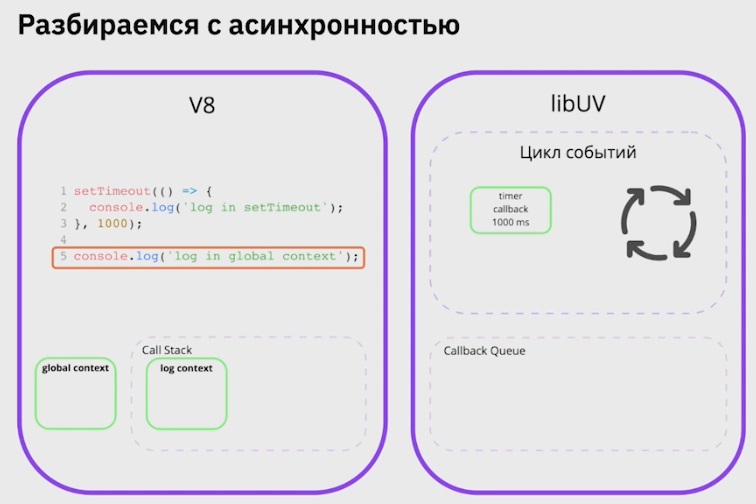 Разбираемся с асинхронностью
V8
1 setTimeout(() => {
2   console.log('log in setTimeout');
3 }, 1000);
4
5 console.log('log in global context');
global context
Call Stack
log context
libUV
Цикл событий
timer
callback
1000 ms
Callback Queue